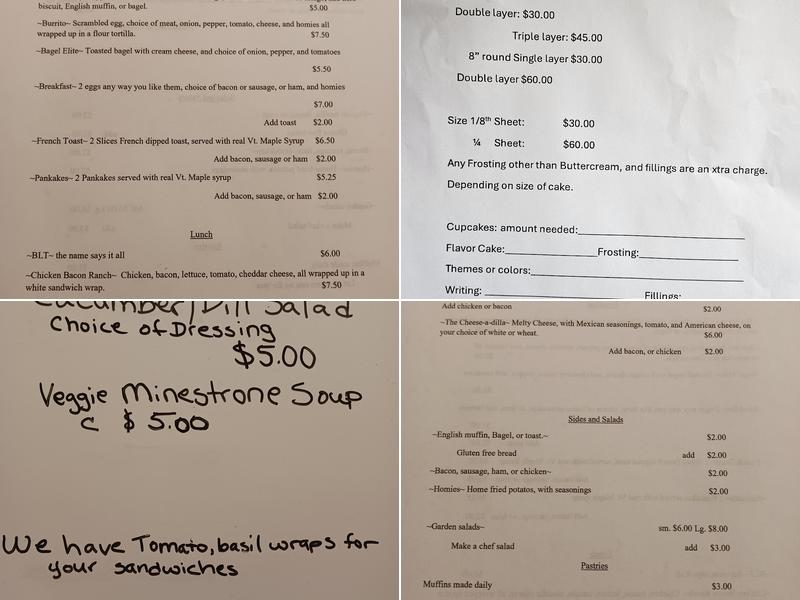 biscuit, English muffin, or bagel. $5.00
~Burrito~ Scrambled egg, choice of meat, onion, pepper, tomato, cheese, and homies all
wrapped up in a flour tortilla. $7.50
~Bagel Elite~ Toasted bagel with cream cheese, and choice of onion, pepper, and tomatoes
$5.50
~Breakfast~ 2 eggs any way you like them, choice of bacon or sausage, or ham, and homies
$7.00
Add toast $2.00
~French Toast~ 2 Slices French dipped toast, served with real Vt. Maple Syrup $6.50
Add bacon, sausage or ham $2.00
~Pankakes~ 2 Pankakes served with real Vt. Maple syrup $5.25
Add bacon, sausage, or ham $2.00
Lunch
~BLT~ the name says it all $6.00
~Chicken Bacon Ranch~ Chicken, bacon, lettuce, tomato, cheddar cheese, all wrapped up in a
white sandwich wrap. $7.50
Double layer: $30.00
Triple layer: $45.00
8" round Single layer $30.00
Double layer $60.00
Size 1/8th Sheet: $30.00
¼ Sheet: $60.00
Any Frosting other than Buttercream, and fillings are an xtra charge.
Depending on size of cake.
Cupcakes: amount needed:
Flavor Cake: Frosting:
Themes or colors:
Writing: Fillings:
Cucumber/Dill Salad
Choice of Dressing
$5.00
Veggie Minestrone Soup
C $5.00
We have Tomato, basil wraps for
your sandwiches
Add chicken or bacon $2.00
~The Cheese-a-dilla~ Melty Cheese, with Mexican seasonings, tomato, and American cheese, on
your choice of white or wheat. $6.00
Add bacon, or chicken $2.00
Sides and Salads
~English muffin, Bagel, or toast.~ $2.00
Gluten free bread add $2.00
~Bacon, sausage, ham, or chicken~ $2.00
~Homies~ Home fried potatos, with seasonings $2.00
~Garden salads~ sm. $6.00 Lg. $8.00
Make a chef salad add $3.00
Pastries
Muffins made daily $3.00